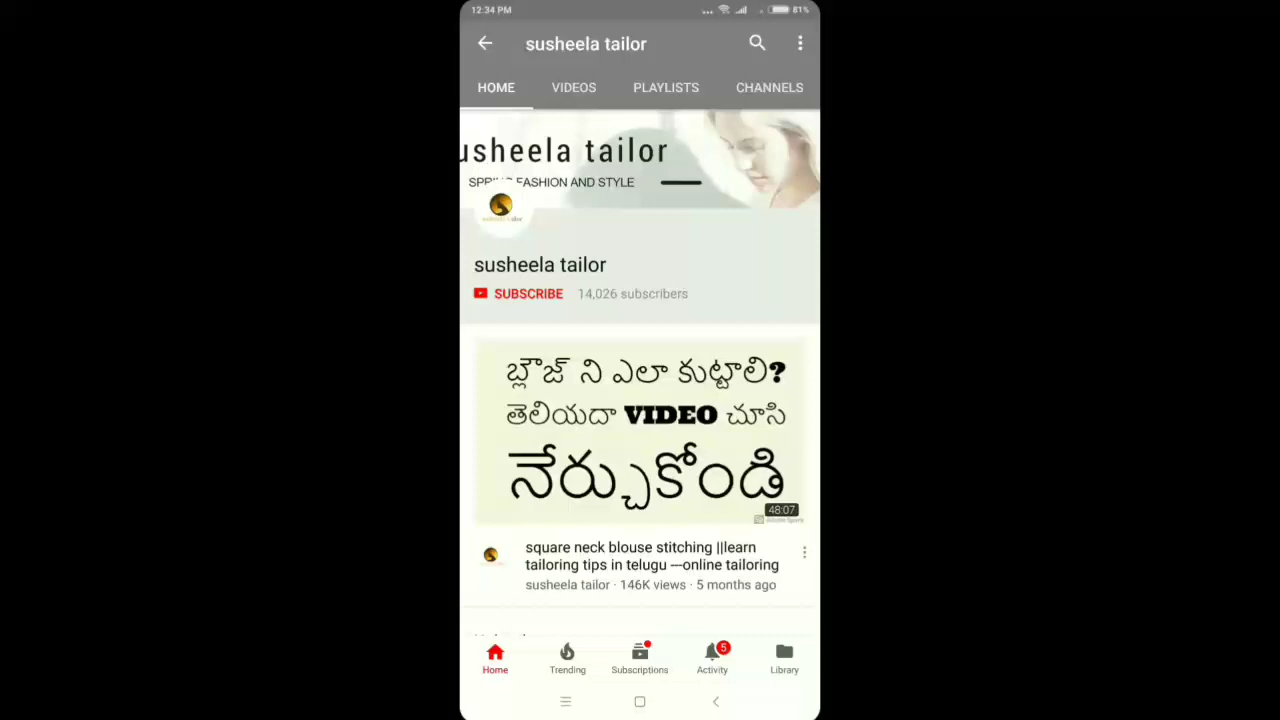 12:34 PM
81%
susheela tailor
HOME VIDEOS PLAYLISTS CHANNELS
usheela tailor
FASHION AND STYLE
susheela tailor
SUBSCRIBE 14,026 subscribers
బ్లౌజ్ ని ఎలా కుట్టాలి?
తెలియదా VIDEO చూసి
నేర్చుకోండి
48:07
square neck blouse stitching ||learn
tailoring tips in telugu ---online tailoring
susheela tailor · 146K views · 5 months ago
5
Home Trending Subscriptions Activity Library